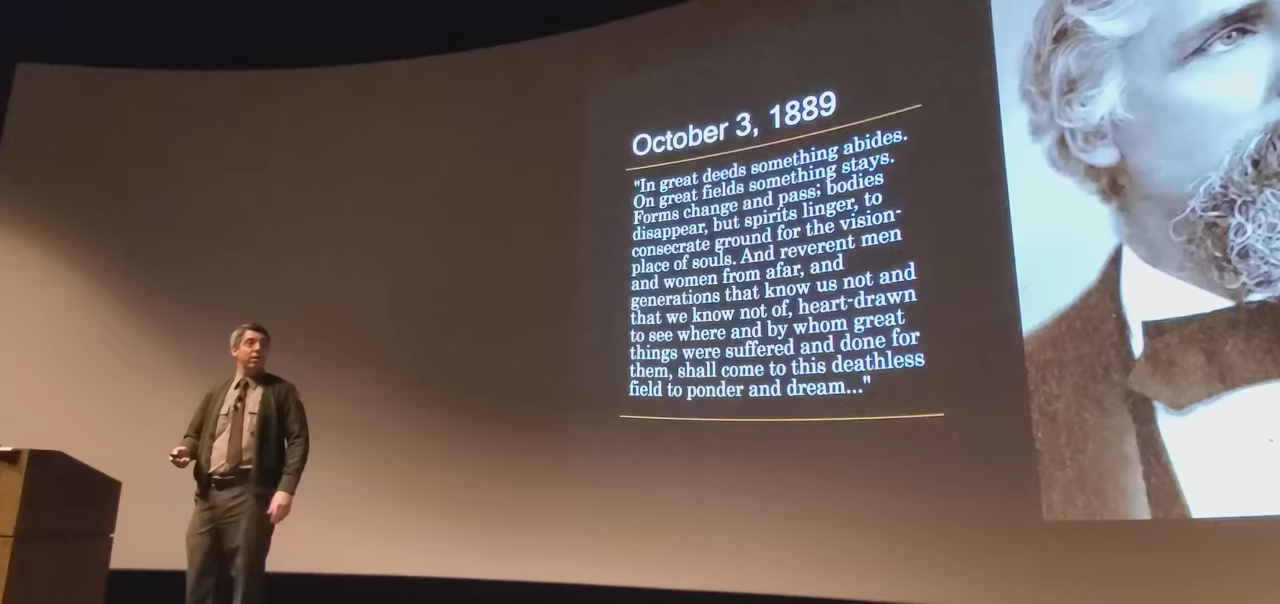 October 3, 1889
"In great deeds something abides.
On great fields something stays.
Forms change and pass; bodies
disappear, but spirits linger, to
consecrate ground for the vision-
place of souls. And reverent men
and women from afar, and
generations that know us not and
that we know not of, heart-drawn
to see where and by whom great
things were suffered and done for
them, shall come to this deathless
field to ponder and dream..."